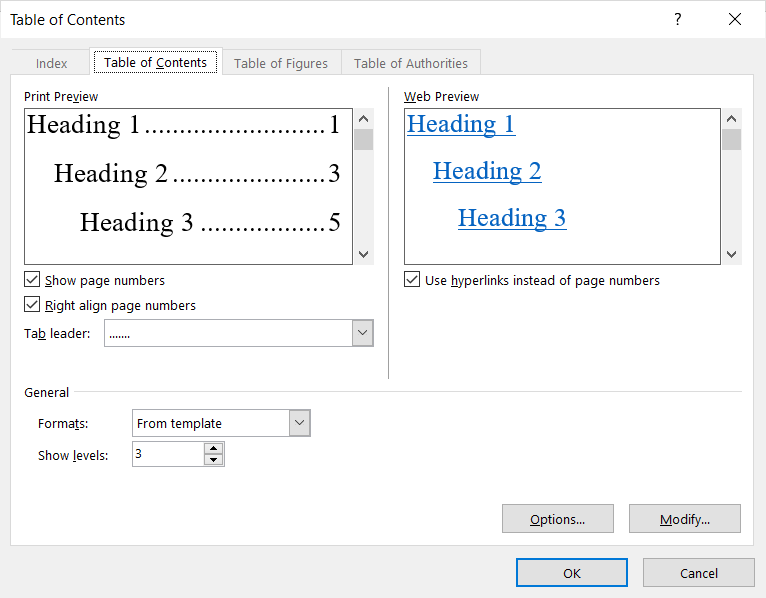 Table of Contents
?
Index Table of Contents Table of Figures Table of Authorities
Print Preview
Heading 1..........................1
Heading 2......................3
Heading 3..................5
Show page numbers
Right align page numbers
Tab leader: .......
Web Preview
Heading 1
Heading 2
Heading 3
Use hyperlinks instead of page numbers
General
Formats: From template
Show levels: 3
Options... Modify...
OK Cancel